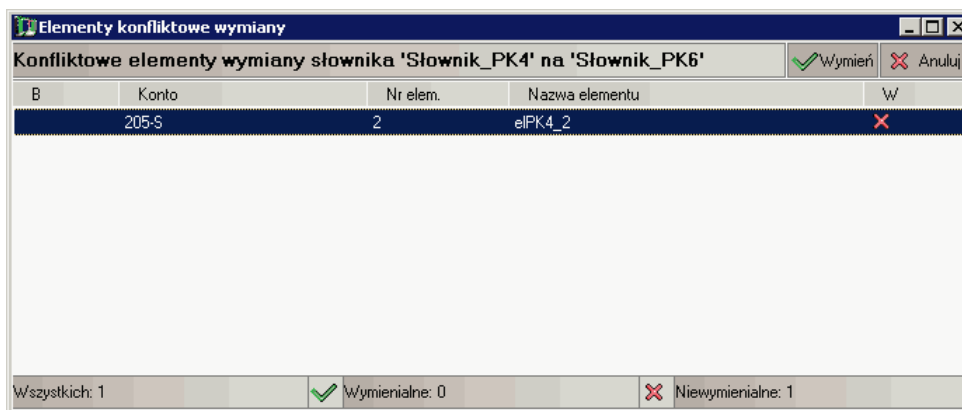 Elementy konfliktowe wymiany
Konfliktowe elementy wymiany słownika 'Słownik_PK4' na 'Słownik_PK6' Wymień Anuluj
B Konto Nr elem. Nazwa elementu W
205-S 2 elPK4_2
Wszystkich: 1 Wymienialne: 0 Niewymienialne: 1